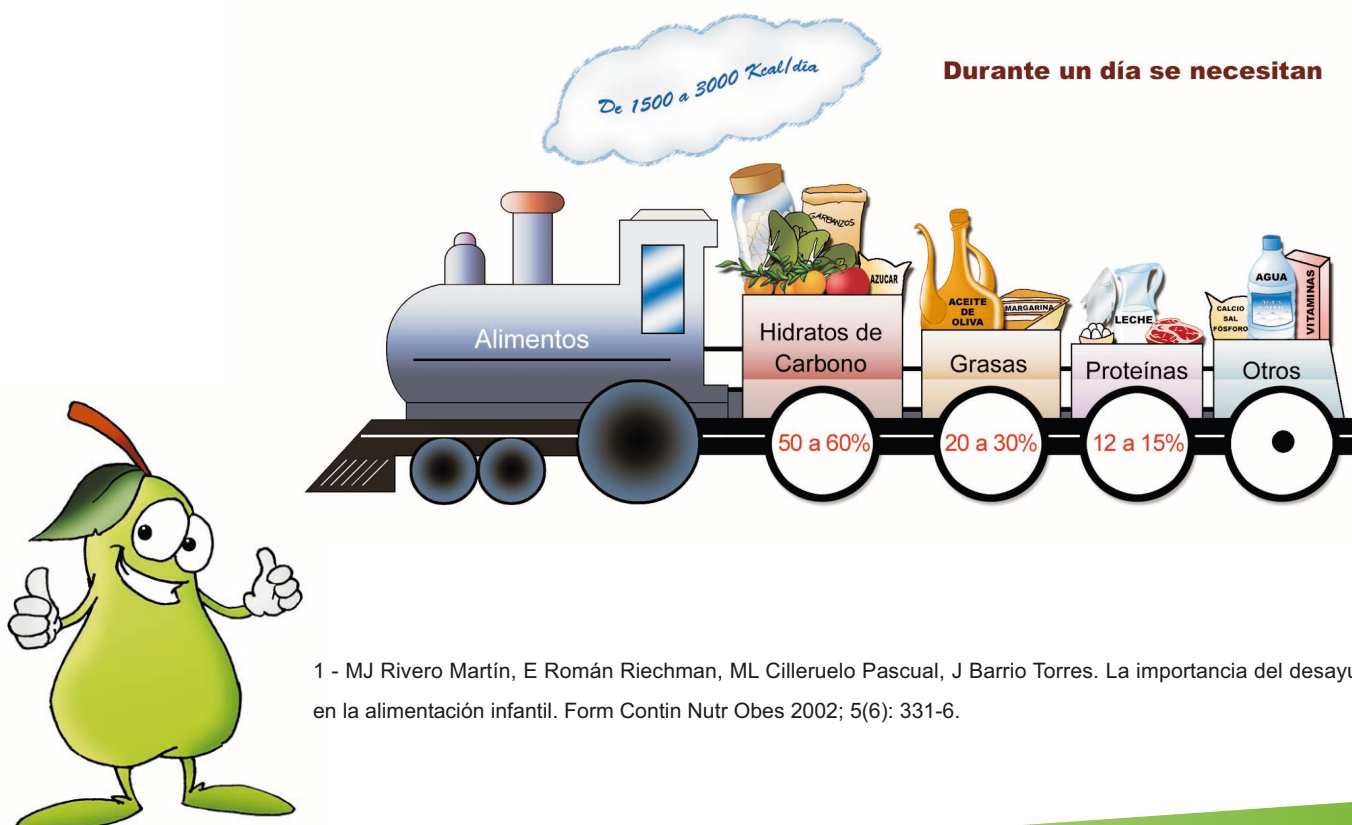 De 1500 a 3000 Kcal/día
Durante un día se necesitan
GARBANZOS
AZUCAR
ACEITE
DE
OLIVA
MARGARINA
LECHE
CALCIO
SAL
FÓSFORO
AGUA
VITAMINAS
Alimentos
Hidratos de
Carbono
Grasas
Proteínas
Otros
50 a 60%
20 a 30%
12 a 15%
1 - MJ Rivero Martín, E Román Riechman, ML Cilleruelo Pascual, J Barrio Torres. La importancia del desayu
en la alimentación infantil. Form Contin Nutr Obes 2002; 5(6): 331-6.